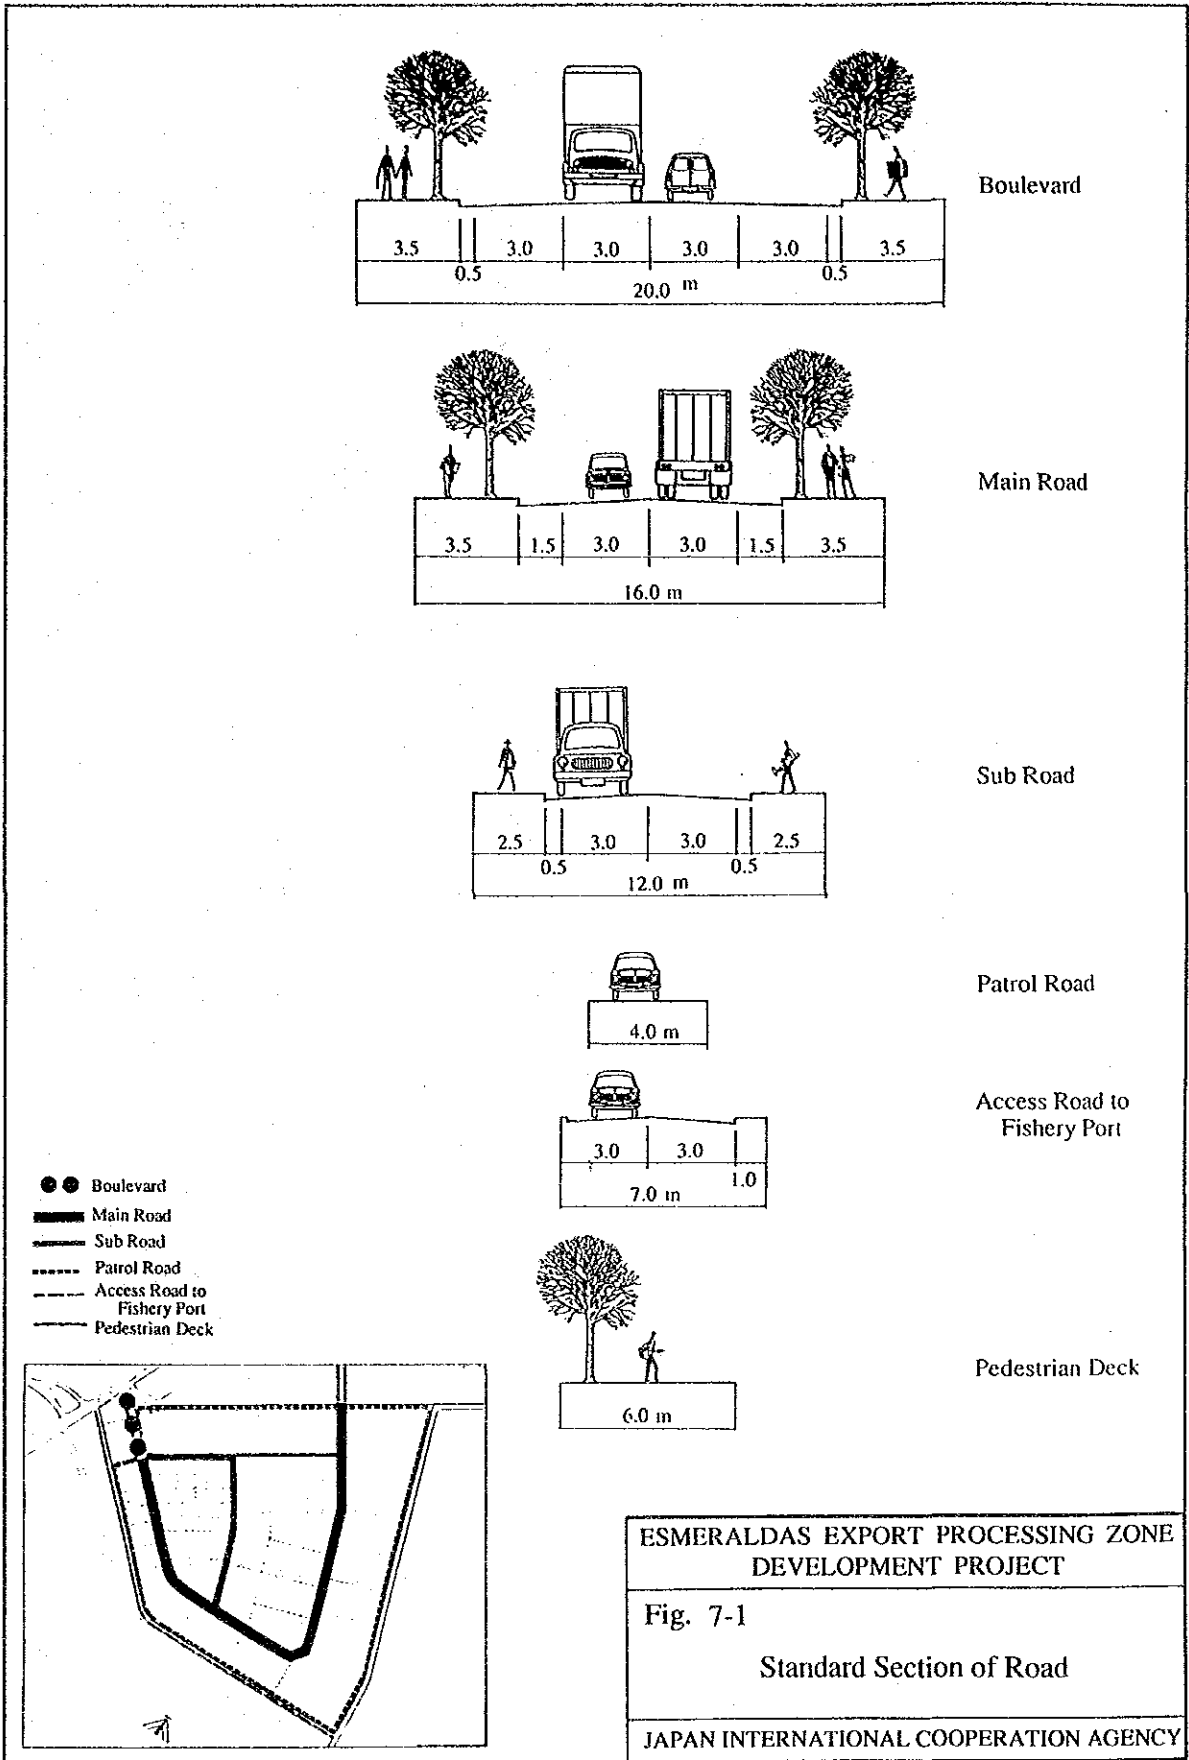 Boulevard
3.5 3.0 3.0 3.0 3.0 3.5
0.5 0.5
20.0 m
Main Road
3.5 1.5 3.0 3.0 1.5 3.5
16.0 m
Sub Road
2.5 3.0 3.0 2.5
0.5 0.5
12.0 m
Patrol Road
4.0 m
Access Road to
Fishery Port
3.0 3.0
1.0
7.0 m
Pedestrian Deck
6.0 m
Boulevard
Main Road
Sub Road
Patrol Road
Access Road to
Fishery Port
Pedestrian Deck
ESMERALDAS EXPORT PROCESSING ZONE
DEVELOPMENT PROJECT
Fig. 7-1
Standard Section of Road
JAPAN INTERNATIONAL COOPERATION AGENCY